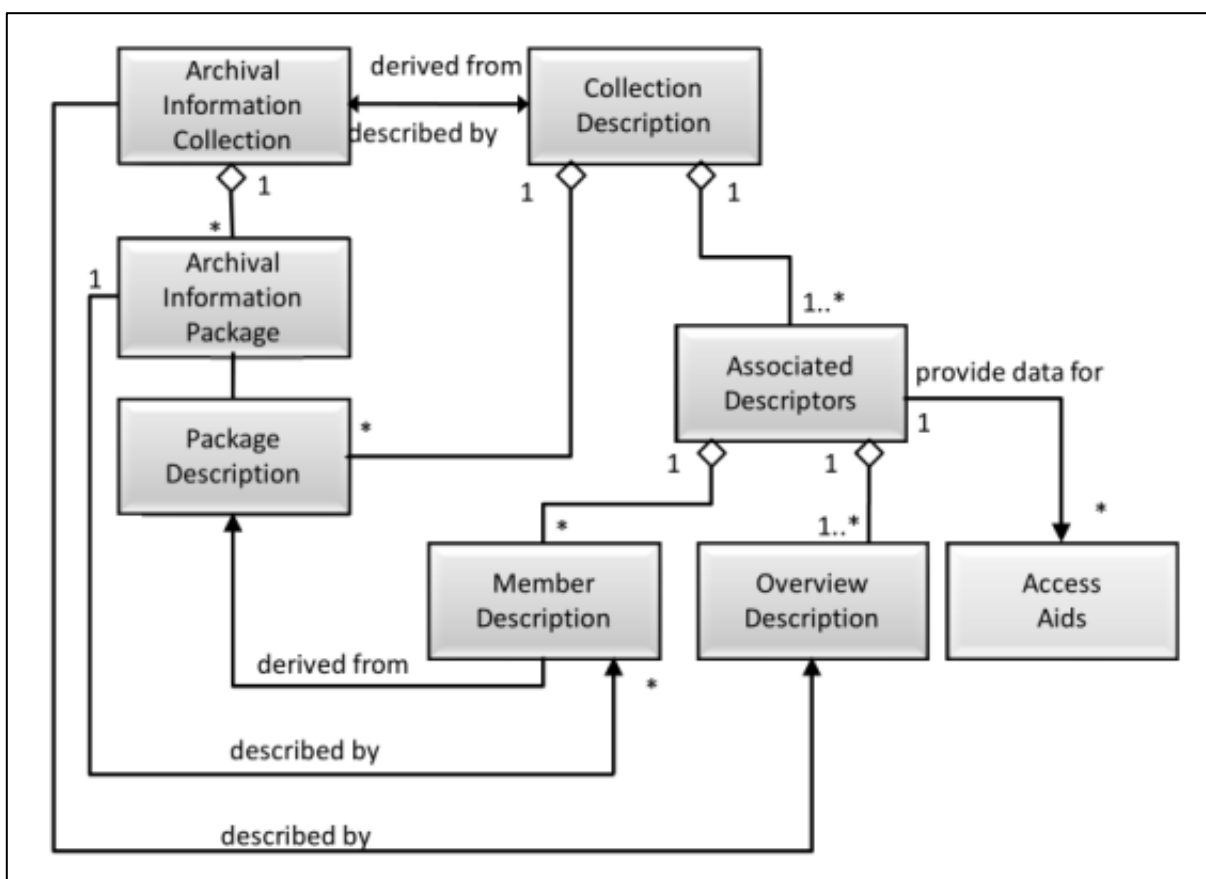 Archival
Information
Collection
derived from
described by
Collection
Description
1
*
1
1
Archival
Information
Package
1
1..*
Associated
Descriptors
provide data for
1
Package
Description
*
1
1
*
1..*
*
Member
Description
Overview
Description
Access
Aids
derived from
*
described by
described by